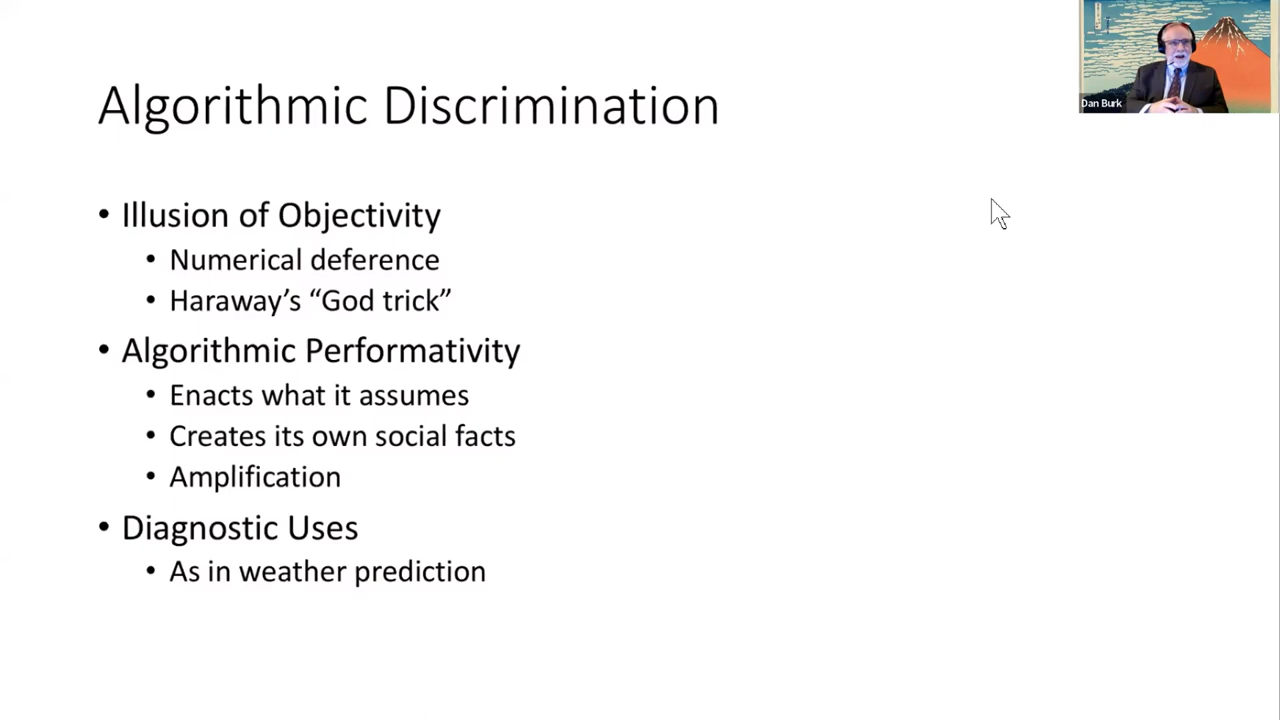 Algorithmic Discrimination
• Illusion of Objectivity
• Numerical deference
• Haraway’s “God trick”
• Algorithmic Performativity
• Enacts what it assumes
• Creates its own social facts
• Amplification
• Diagnostic Uses
• As in weather prediction
Dan Burk